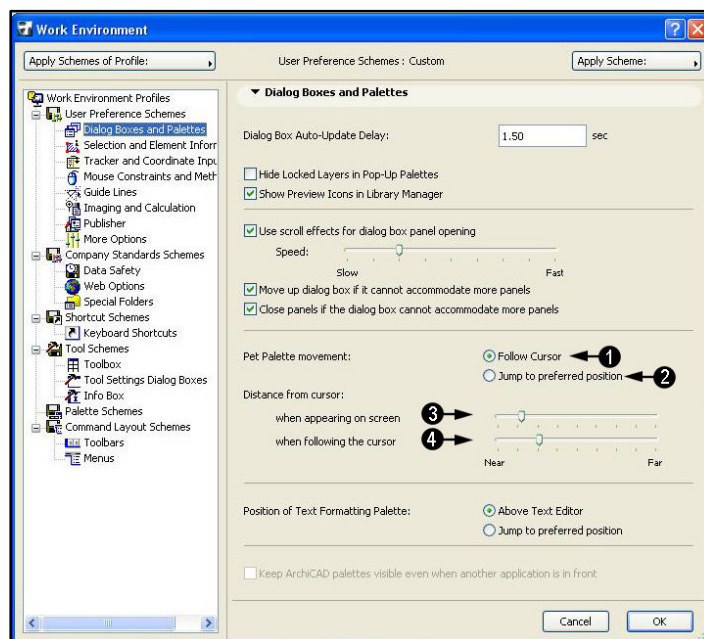 Work Environment
Apply Schemes of Profile:
User Preference Schemes : Custom
Apply Scheme:
Work Environment Profiles
User Preference Schemes
Dialog Boxes and Palettes
Selection and Element Inforr
Tracker and Coordinate Inpu
Mouse Constraints and Meth
Guide Lines
Imaging and Calculation
Publisher
More Options
Company Standards Schemes
Data Safety
Web Options
Special Folders
Shortcut Schemes
Keyboard Shortcuts
Tool Schemes
Toolbox
Tool Settings Dialog Boxes
Info Box
Palette Schemes
Command Layout Schemes
Toolbars
Menus
Dialog Boxes and Palettes
Dialog Box Auto-Update Delay: 1.50 sec
Hide Locked Layers in Pop-Up Palettes
Show Preview Icons in Library Manager
Use scroll effects for dialog box panel opening
Speed:
Slow Fast
Move up dialog box if it cannot accommodate more panels
Close panels if the dialog box cannot accommodate more panels
Pet Palette movement: Follow Cursor 1
Jump to preferred position 2
Distance from cursor:
when appearing on screen 3
when following the cursor 4
Near Far
Position of Text Formatting Palette: Above Text Editor
Jump to preferred position
Keep ArchiCAD palettes visible even when another application is in front
Cancel OK